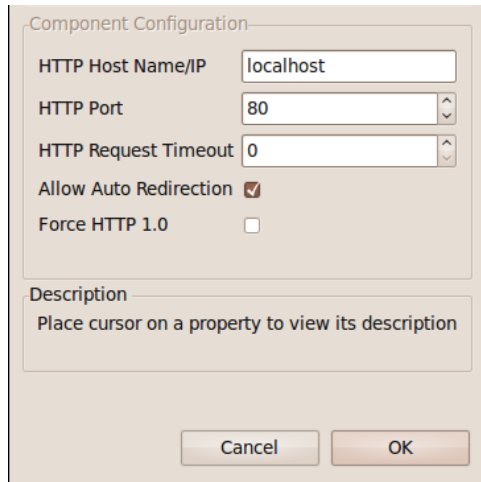 Component Configuration
HTTP Host Name/IP localhost
HTTP Port 80
HTTP Request Timeout 0
Allow Auto Redirection
Force HTTP 1.0
Description
Place cursor on a property to view its description
Cancel OK